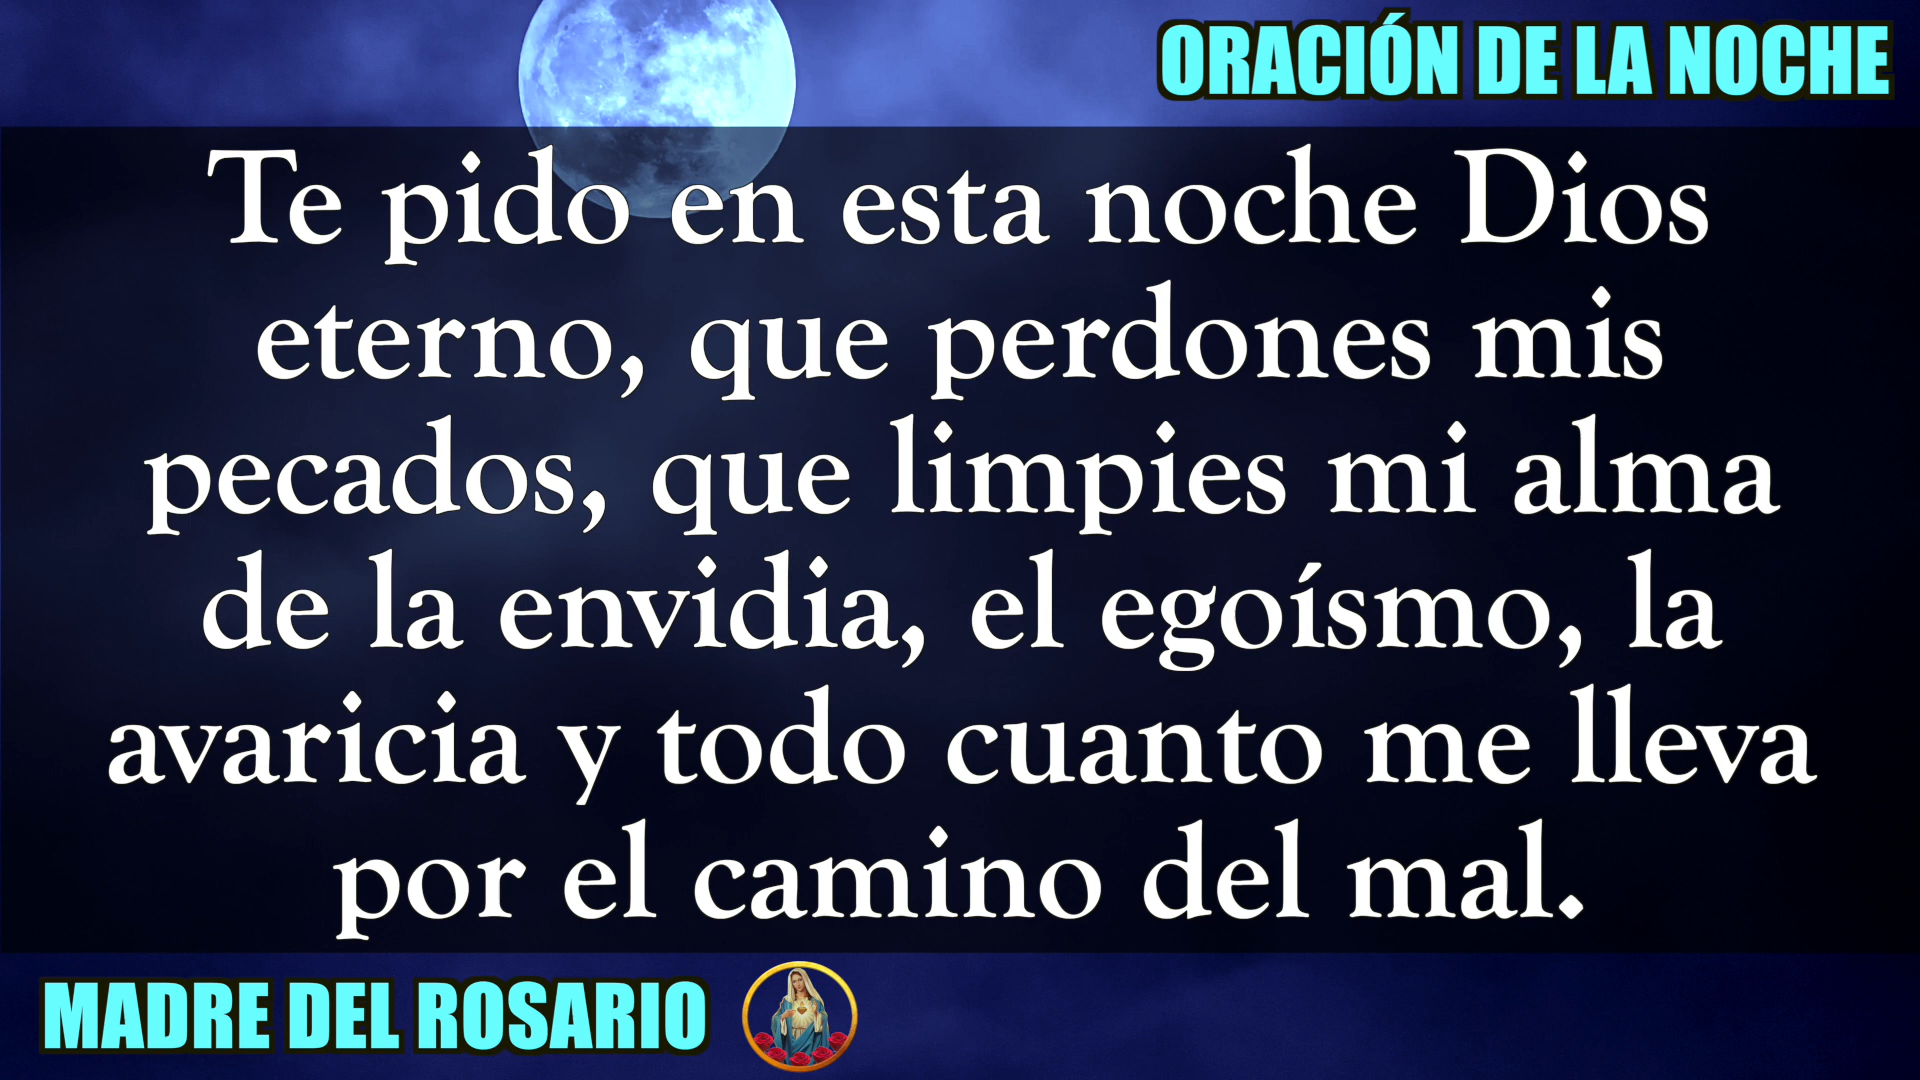 ORACIÓN DE LA NOCHE
Te pido en esta noche Dios
eterno, que perdones mis
pecados, que limpies mi alma
de la envidia, el egoísmo, la
avaricia y todo cuanto me lleva
por el camino del mal.
MADRE DEL ROSARIO